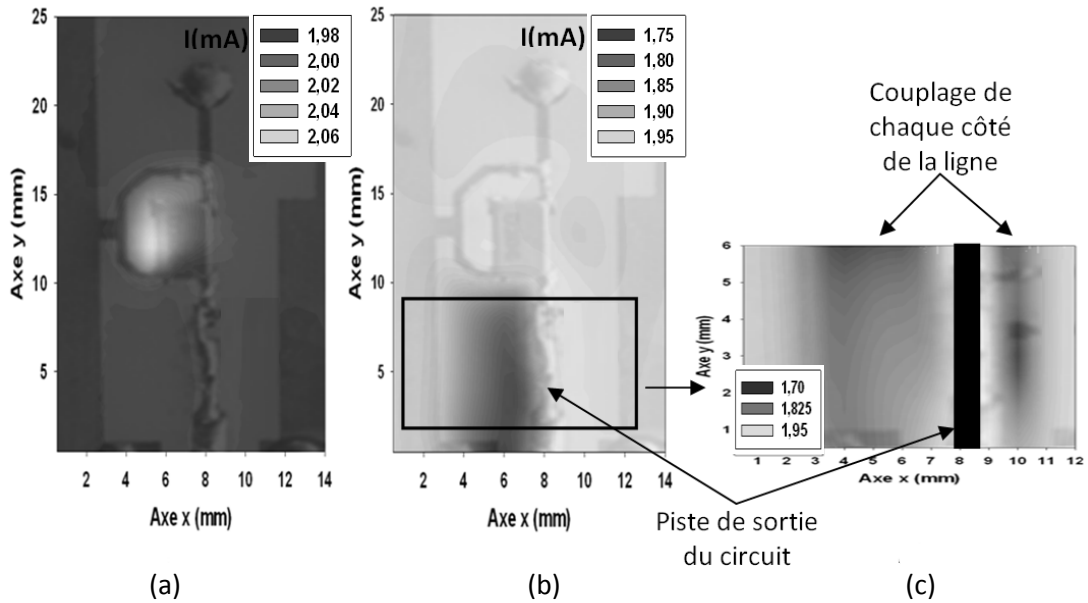 I(mA)
1,98
2,00
2,02
2,04
2,06
25
20
15
10
5
Axe y (mm)
2 4 6 8 10 12 14
Axe x (mm)
(a)
I(mA)
1,75
1,80
1,85
1,90
1,95
25
20
15
10
5
Axe y (mm)
2 4 6 8 10 12 14
Axe x (mm)
(b)
Couplage de
chaque côté
de la ligne
6
5
4
3
2
1
Axe y (mm)
1,70
1,825
1,95
1 2 3 4 5 6 7 8 9 10 11 12
Axe x (mm)
Piste de sortie
du circuit
(c)